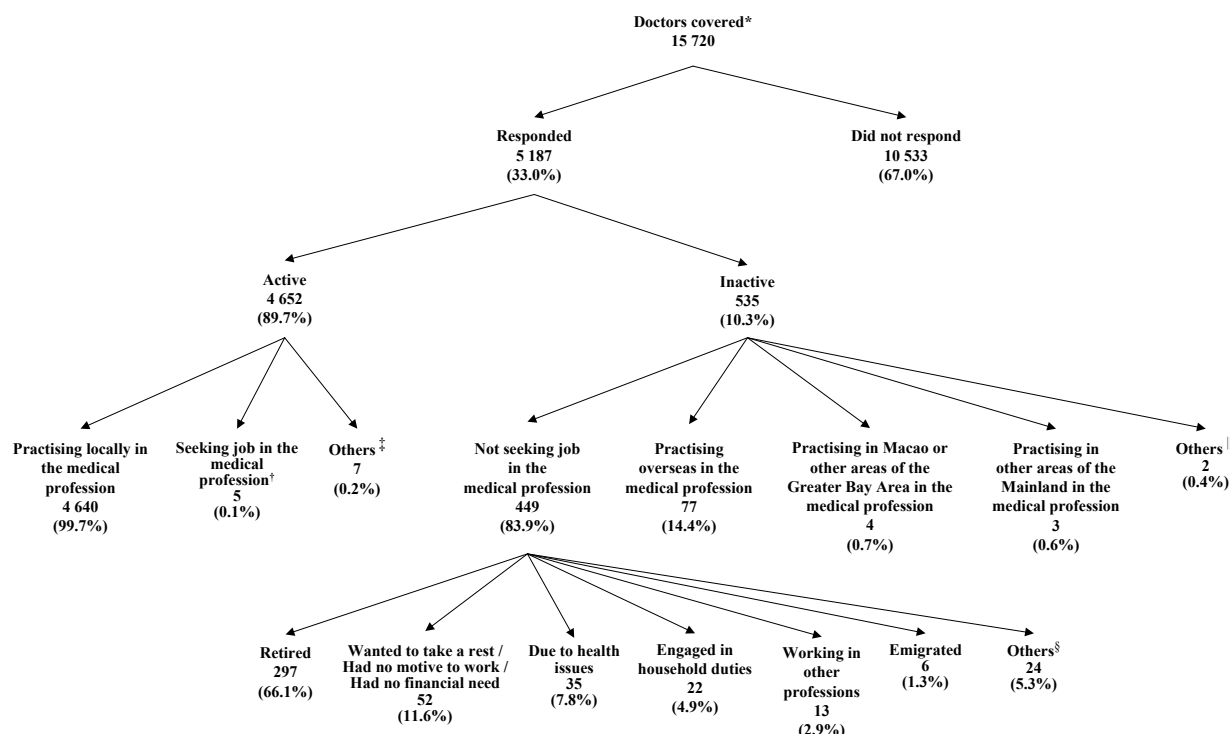 Doctors covered*
15 720
Responded
5 187
(33.0%)
Did not respond
10 533
(67.0%)
Active
4 652
(89.7%)
Inactive
535
(10.3%)
Practising locally in
the medical
profession
4 640
(99.7%)
Seeking job in the
medical
profession†
5
(0.1%)
Others ‡
7
(0.2%)
Not seeking job
in the
medical profession
449
(83.9%)
Practising
overseas in the
medical profession
77
(14.4%)
Practising in Macao or
other areas of the
Greater Bay Area in the
medical profession
4
(0.7%)
Practising in
other areas of the
Mainland in the
medical profession
3
(0.6%)
Others
2
(0.4%)
Retired
297
(66.1%)
Wanted to take a rest /
Had no motive to work /
Had no financial need
52
(11.6%)
Due to health
issues
35
(7.8%)
Engaged in
household duties
22
(4.9%)
Working in
other
professions
13
(2.9%)
Emigrated
6
(1.3%)
Others§
24
(5.3%)